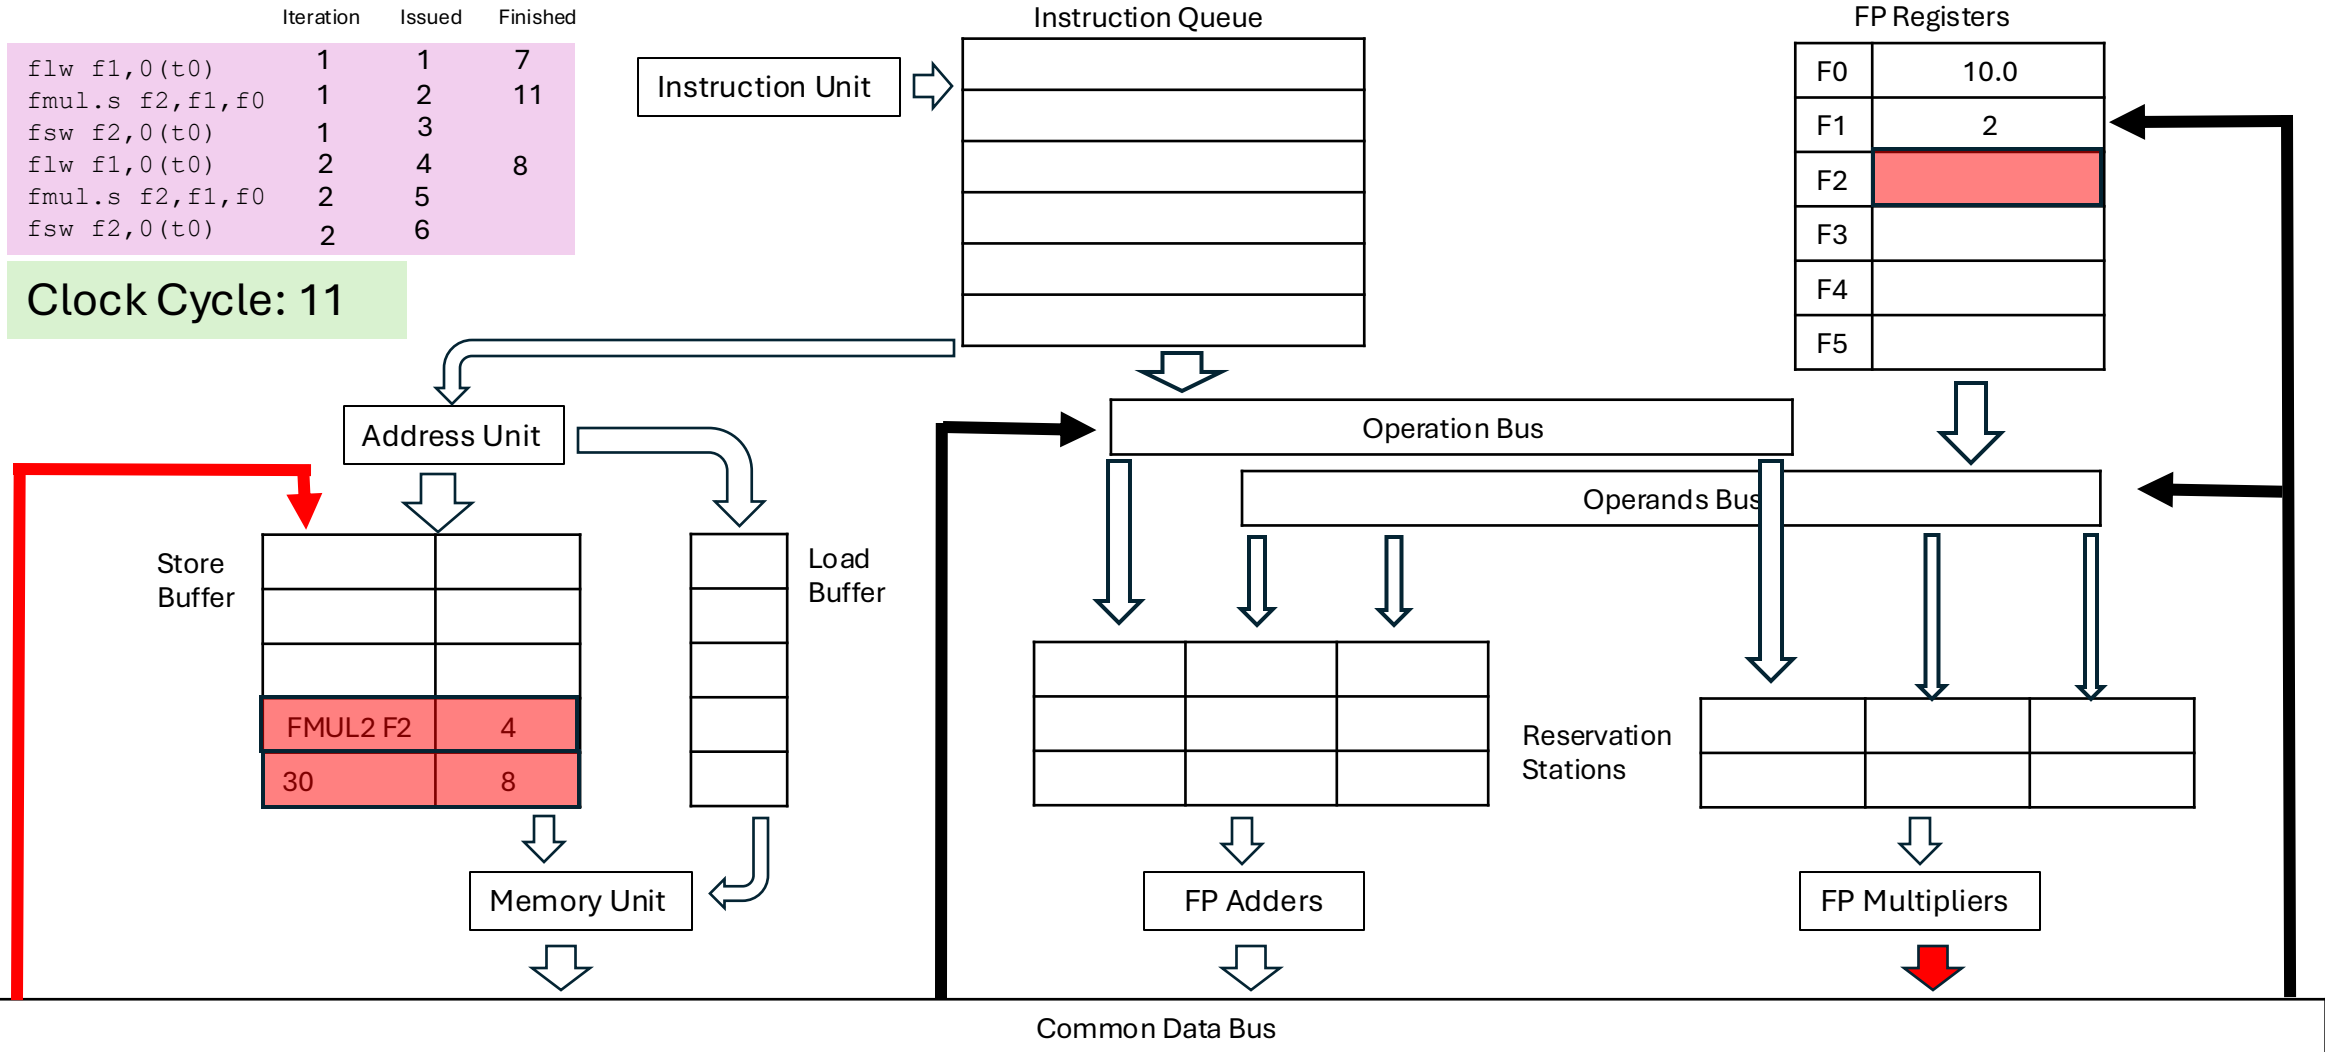 Iteration Issued Finished
flw f1,0(t0) 1 1 7
fmul.s f2,f1,f0 1 2 11
fsw f2,0(t0) 1 3
flw f1,0(t0) 2 4 8
fmul.s f2,f1,f0 2 5
fsw f2,0(t0) 2 6
Clock Cycle: 11
Instruction Unit
Instruction Queue
FP Registers
F0 10.0
F1 2
F2
F3
F4
F5
Address Unit
Operation Bus
Operands Bus
Store
Buffer
Load
Buffer
FMUL2 F2 4
30 8
Reservation
Stations
Memory Unit
FP Adders
FP Multipliers
Common Data Bus